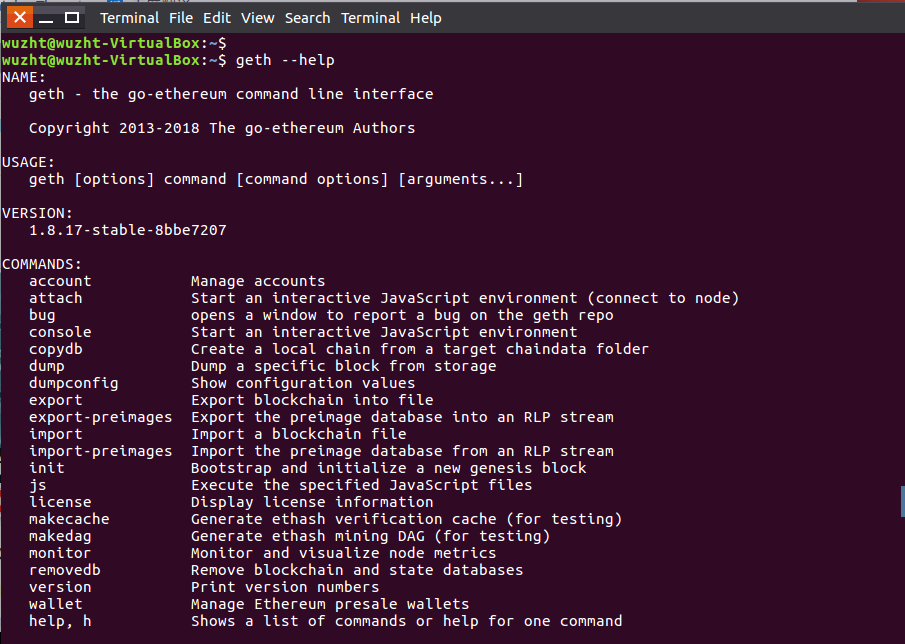 Terminal File Edit View Search Terminal Help
wuzht@wuzht-VirtualBox:~$
wuzht@wuzht-VirtualBox:~$ geth --help
NAME:
   geth - the go-ethereum command line interface

   Copyright 2013-2018 The go-ethereum Authors

USAGE:
   geth [options] command [command options] [arguments...]

VERSION:
   1.8.17-stable-8bbe7207

COMMANDS:
   account           Manage accounts
   attach            Start an interactive JavaScript environment (connect to node)
   bug               opens a window to report a bug on the geth repo
   console           Start an interactive JavaScript environment
   copydb            Create a local chain from a target chaindata folder
   dump              Dump a specific block from storage
   dumpconfig        Show configuration values
   export            Export blockchain into file
   export-preimages  Export the preimage database into an RLP stream
   import            Import a blockchain file
   import-preimages  Import the preimage database from an RLP stream
   init              Bootstrap and initialize a new genesis block
   js                Execute the specified JavaScript files
   license           Display license information
   makecache         Generate ethash verification cache (for testing)
   makedag           Generate ethash mining DAG (for testing)
   monitor           Monitor and visualize node metrics
   removedb          Remove blockchain and state databases
   version           Print version numbers
   wallet            Manage Ethereum presale wallets
   help, h           Shows a list of commands or help for one command